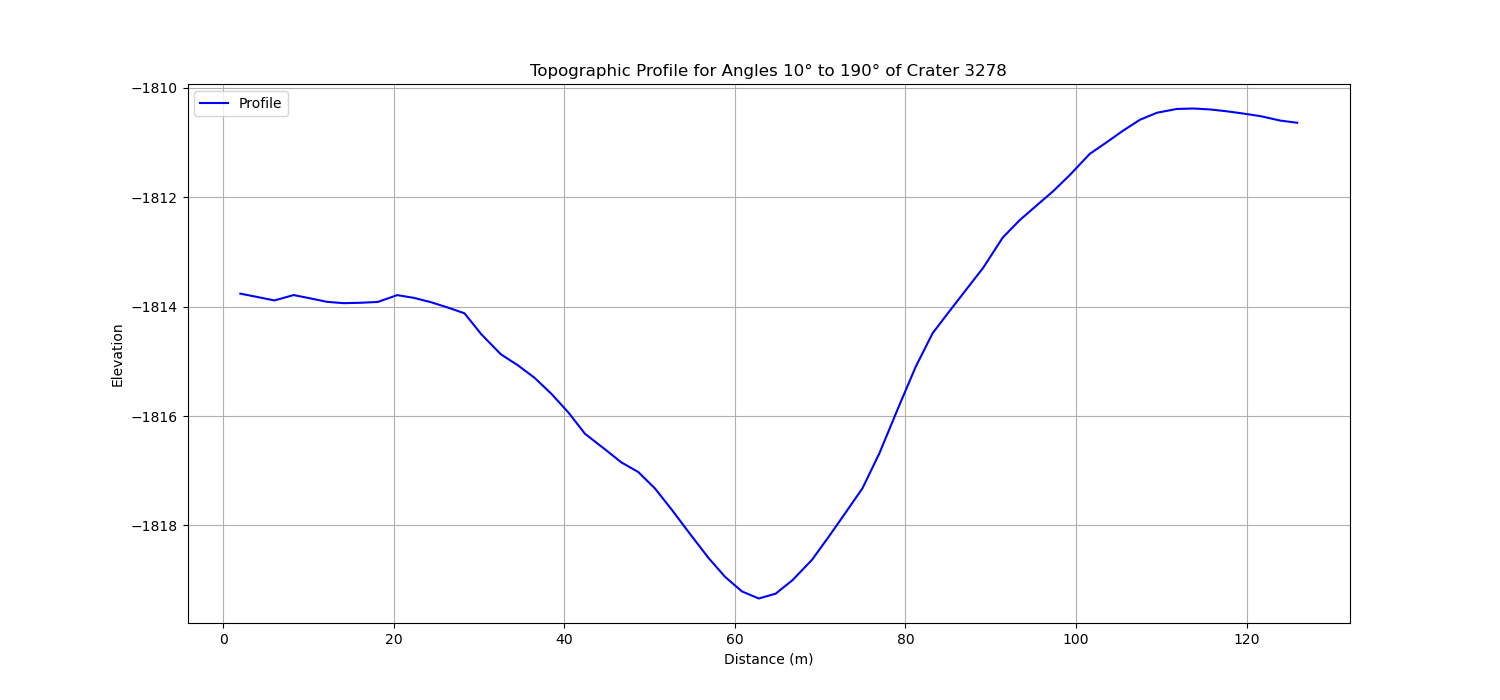 Topographic Profile for Angles 10° to 190° of Crater 3278
Profile
−1810
−1812
−1814
−1816
−1818
Elevation
0 20 40 60 80 100 120
Distance (m)